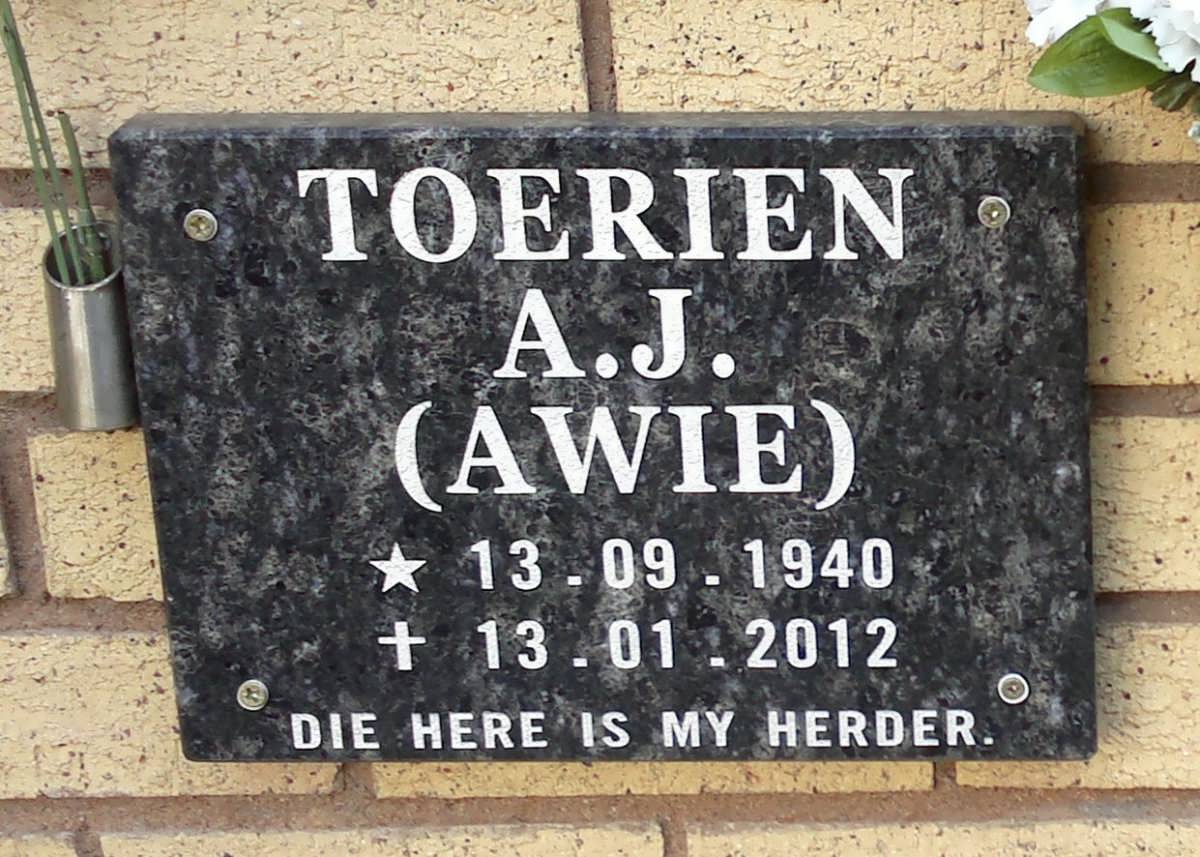 TOERIEN
A.J.
(AWIE)
★ 13-09-1940
✝ 13-01-2012
DIE HERE IS MY HERDER.